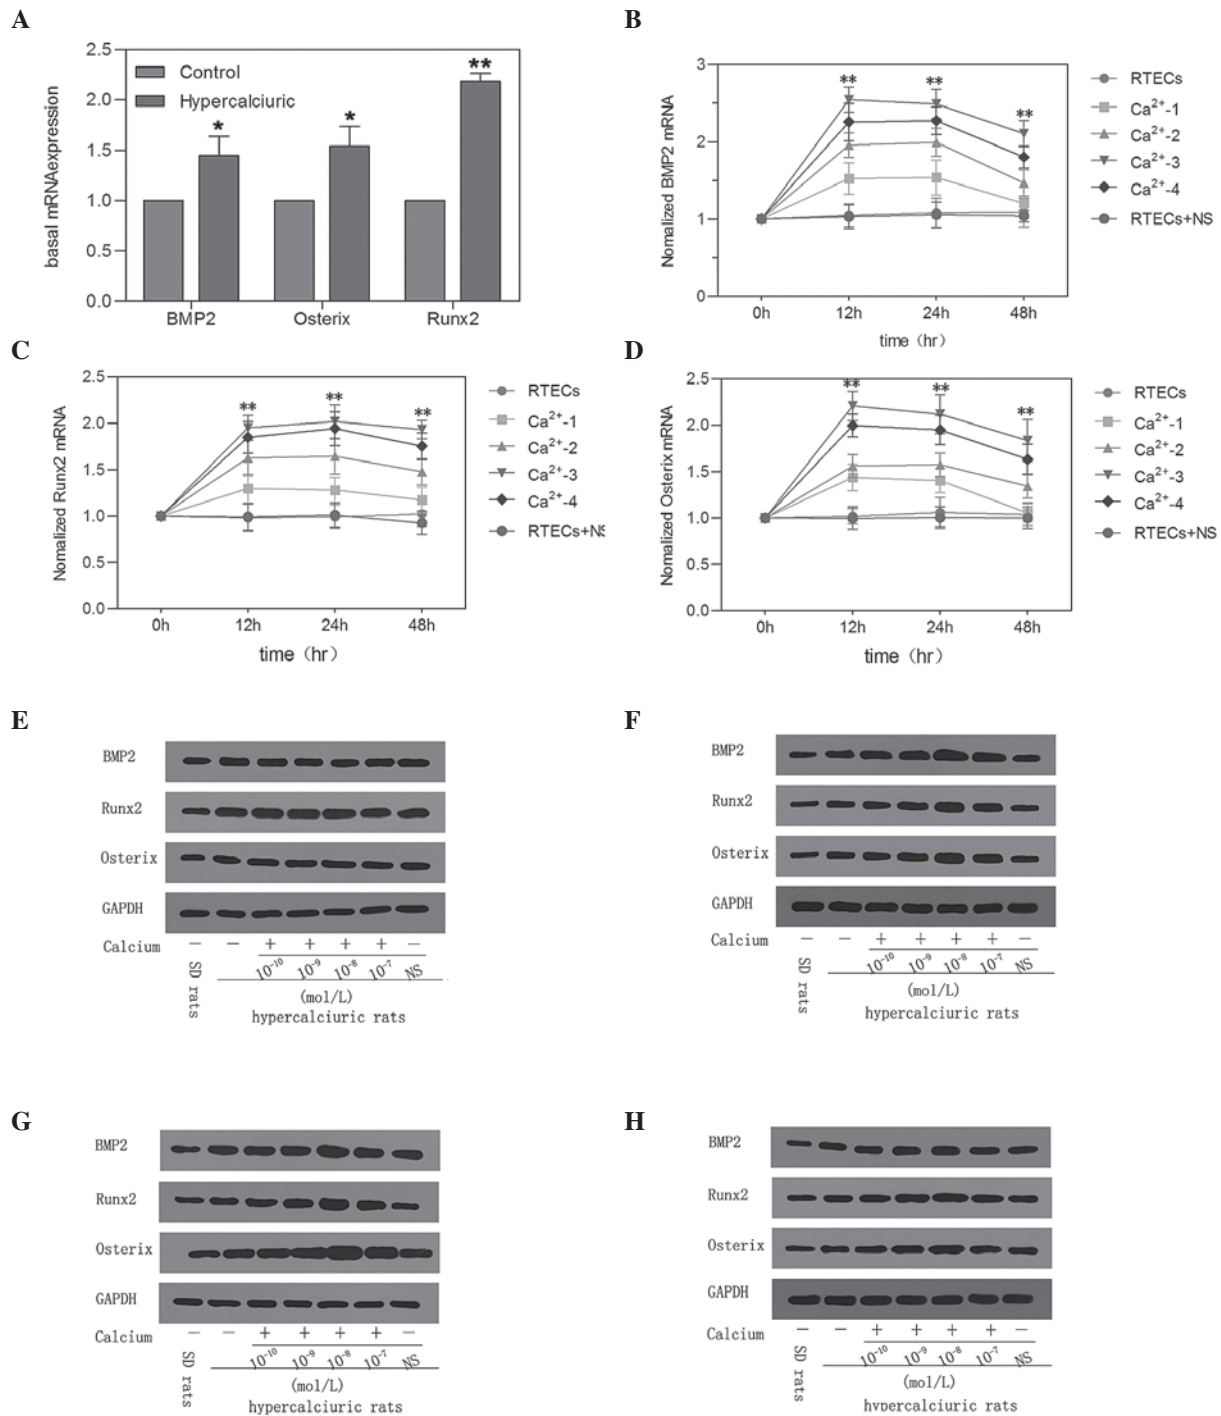 A
2.5
2.0
1.5
1.0
0.5
0.0
basal mRNAexpression
Control
Hypercalciuric
*
*
**
BMP2 Osterix Runx2
B
3
2
1
0
Nomalized BMP2 mRNA
** ** **
0h 12h 24h 48h
time (hr)
RTECs
Ca2+-1
Ca2+-2
Ca2+-3
Ca2+-4
RTECs+NS
C
2.5
2.0
1.5
1.0
0.5
0.0
Nomalized Runx2 mRNA
** ** **
0h 12h 24h 48h
time (hr)
RTECs
Ca2+-1
Ca2+-2
Ca2+-3
Ca2+-4
RTECs+NS
D
2.5
2.0
1.5
1.0
0.5
0.0
Nomalized Osterix mRNA
** ** **
0h 12h 24h 48h
time (hr)
RTECs
Ca2+-1
Ca2+-2
Ca2+-3
Ca2+-4
RTECs+NS
E
BMP2
Runx2
Osterix
GAPDH
Calcium − − + + + + −
SD rats 10-10 10-9 10-8 10-7 NS
(mol/L)
hypercalciuric rats
F
BMP2
Runx2
Osterix
GAPDH
Calcium − − + + + + −
SD rats 10-10 10-9 10-8 10-7 NS
(mol/L)
hypercalciuric rats
G
BMP2
Runx2
Osterix
GAPDH
Calcium − − + + + + −
SD rats 10-10 10-9 10-8 10-7 NS
(mol/L)
hypercalciuric rats
H
BMP2
Runx2
Osterix
GAPDH
Calcium − − + + + + −
SD rats 10-10 10-9 10-8 10-7 NS
(mol/L)
hypercalciuric rats